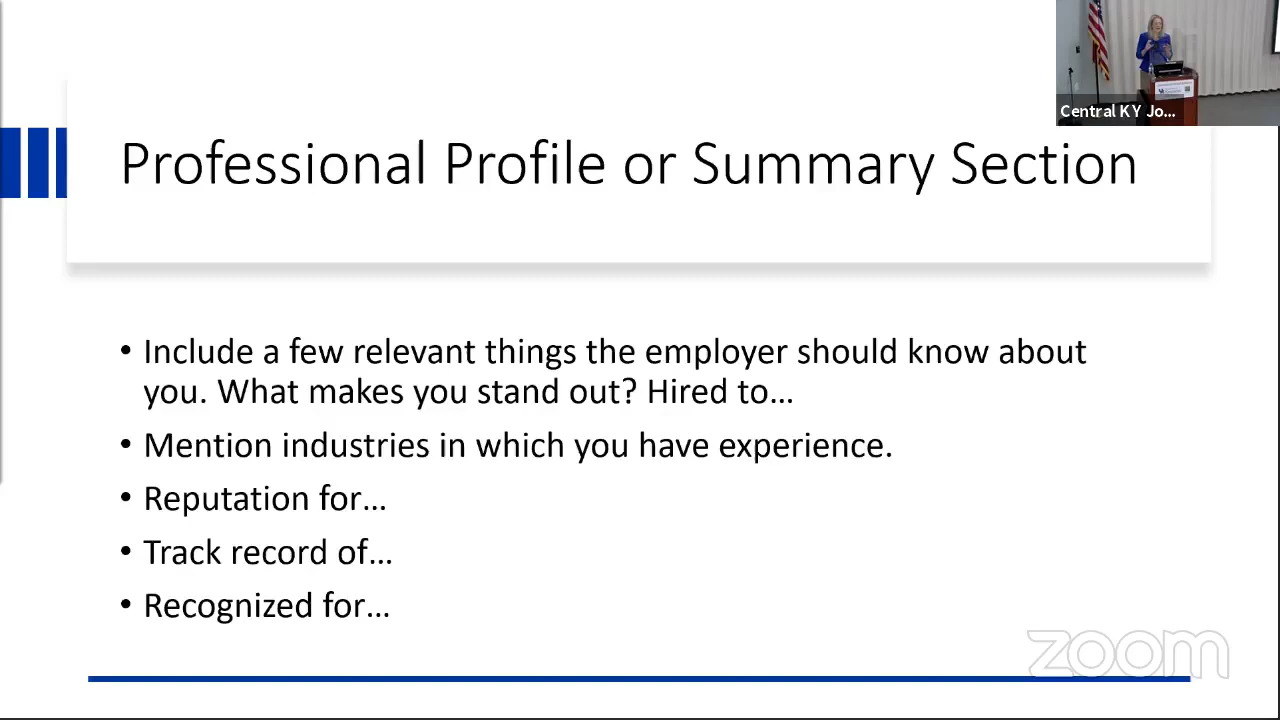 Central KY Jo...
Professional Profile or Summary Section
• Include a few relevant things the employer should know about
you. What makes you stand out? Hired to...
• Mention industries in which you have experience.
• Reputation for...
• Track record of...
• Recognized for...
zoom